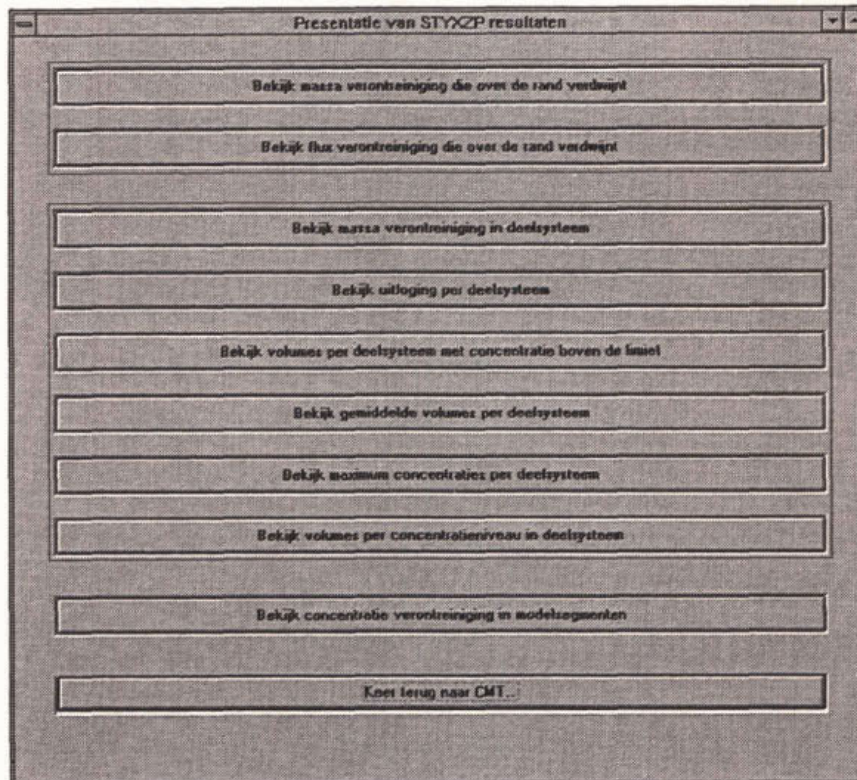 Presentatie van STYXZP resultaten
Bekijk massa verontreiniging die over de rand verdwijnt
Bekijk flux verontreiniging die over de rand verdwijnt
Bekijk massa verontreiniging in deelsysteem
Bekijk uitloging per deelsysteem
Bekijk volumes per deelsysteem met concentratie boven de limiet
Bekijk gemiddelde volumes per deelsysteem
Bekijk maximum concentraties per deelsysteem
Bekijk volumes per concentratieniveau in deelsysteem
Bekijk concentratie verontreiniging in modelsegmenten
Keer terug naar CMT...